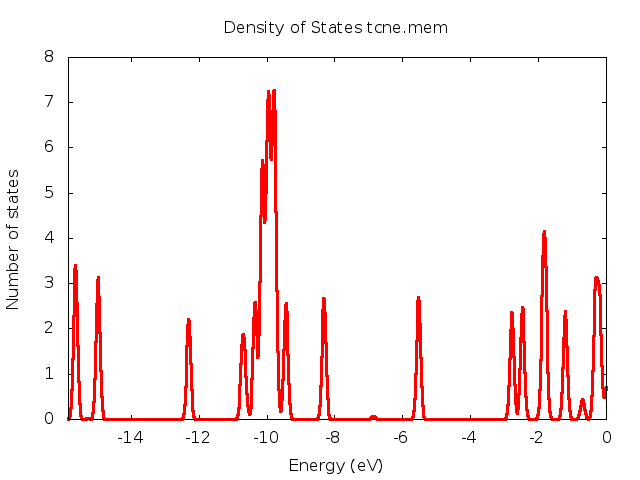 Density of States tcne.mem
8
7
6
5
4
3
2
1
0
-14 -12 -10 -8 -6 -4 -2 0
Number of states
Energy (eV)